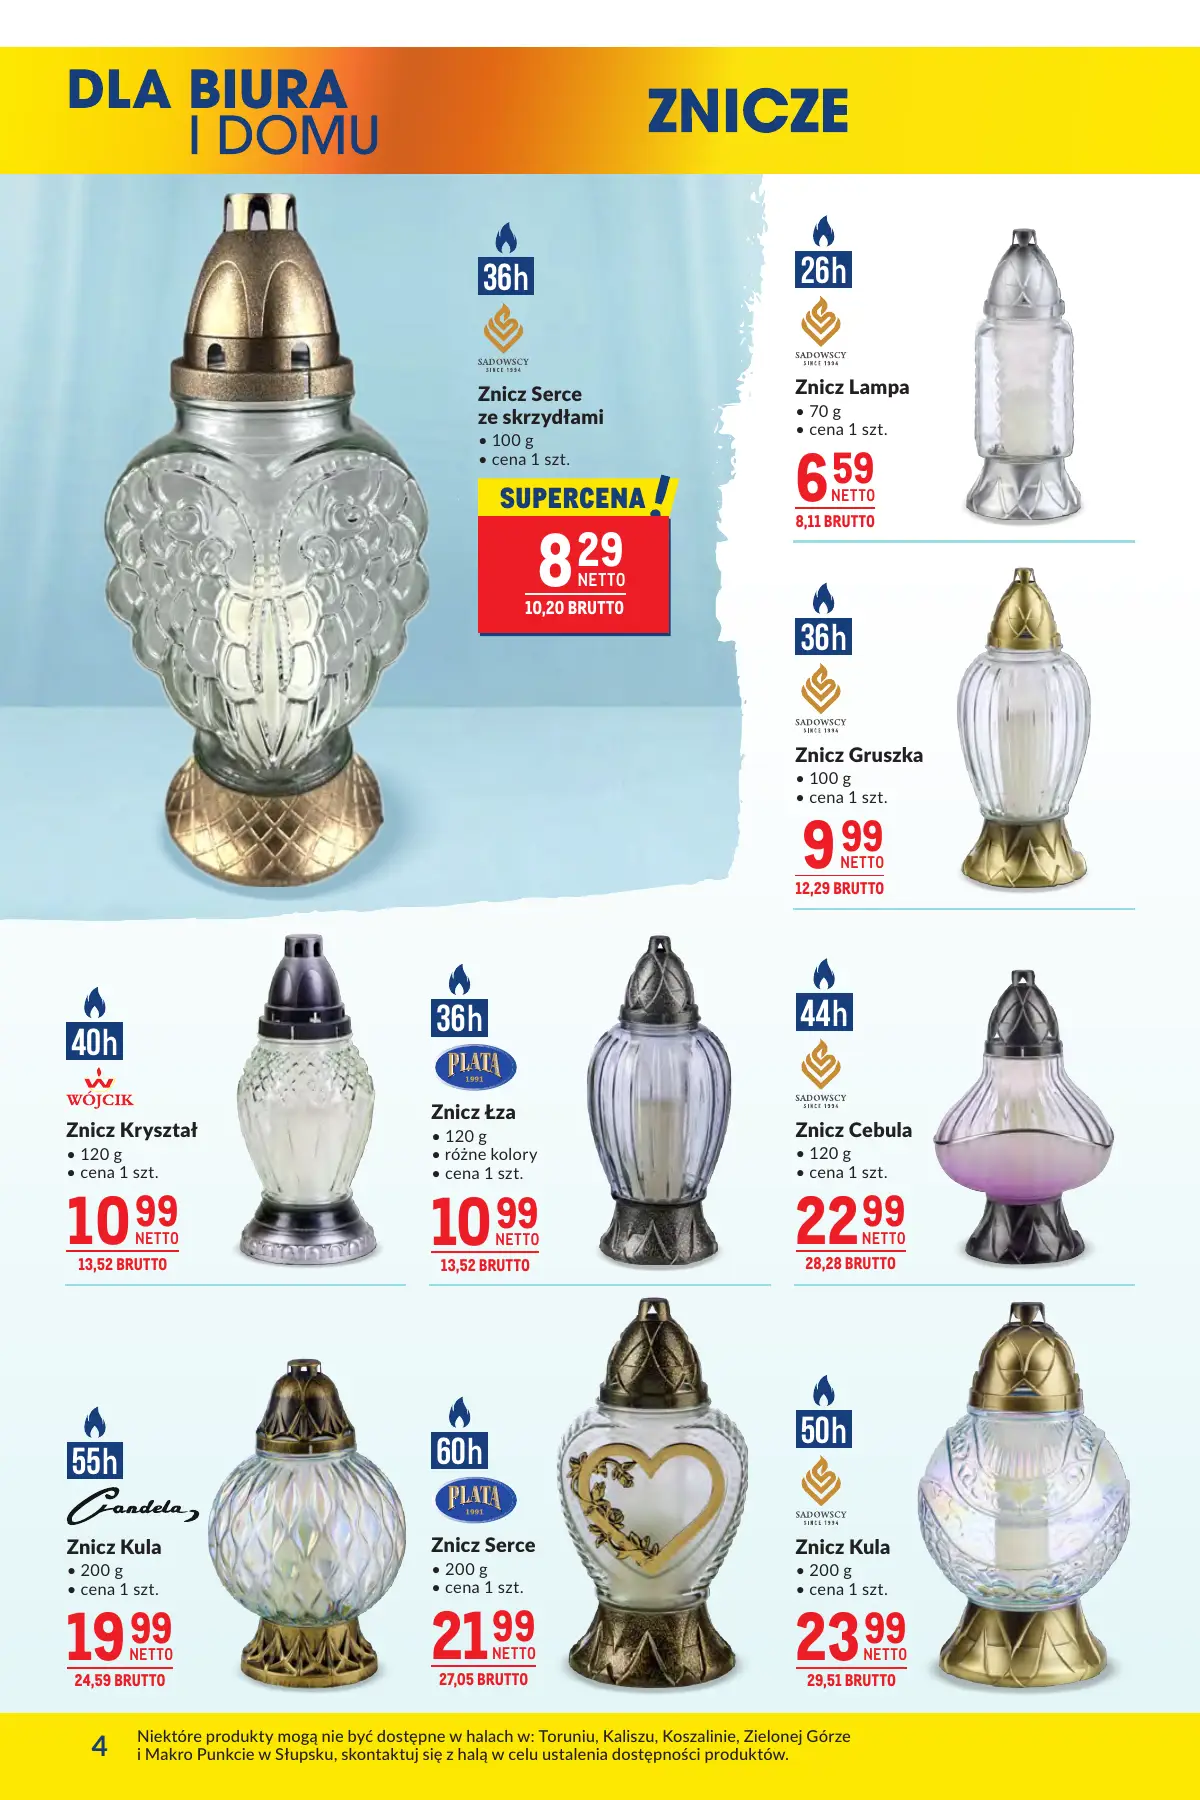 DLA BIURA
I DOMU
ZNICZE
36h
SADOWSCY
SINCE 1994
Znicz Serce
ze skrzydłami
• 100 g
• cena 1 szt.
SUPERCENA!
8 29
NETTO
10,20 BRUTTO
26h
SADOWSCY
SINCE 1994
Znicz Lampa
• 70 g
• cena 1 szt.
6 59
NETTO
8,11 BRUTTO
36h
SADOWSCY
SINCE 1994
Znicz Gruszka
• 100 g
• cena 1 szt.
9 99
NETTO
12,29 BRUTTO
40h
WÓJCIK
Znicz Kryształ
• 120 g
• cena 1 szt.
10 99
NETTO
13,52 BRUTTO
36h
PLATA
1991
Znicz Łza
• 120 g
• różne kolory
• cena 1 szt.
10 99
NETTO
13,52 BRUTTO
44h
SADOWSCY
SINCE 1994
Znicz Cebula
• 120 g
• cena 1 szt.
22 99
NETTO
28,28 BRUTTO
55h
Candela
Znicz Kula
• 200 g
• cena 1 szt.
19 99
NETTO
24,59 BRUTTO
60h
PLATA
1991
Znicz Serce
• 200 g
• cena 1 szt.
21 99
NETTO
27,05 BRUTTO
50h
SADOWSCY
SINCE 1994
Znicz Kula
• 200 g
• cena 1 szt.
23 99
NETTO
29,51 BRUTTO
4
Niektóre produkty mogą nie być dostępne w halach w: Toruniu, Kaliszu, Koszalinie, Zielonej Górze
i Makro Punkcie w Słupsku, skontaktuj się z halą w celu ustalenia dostępności produktów.